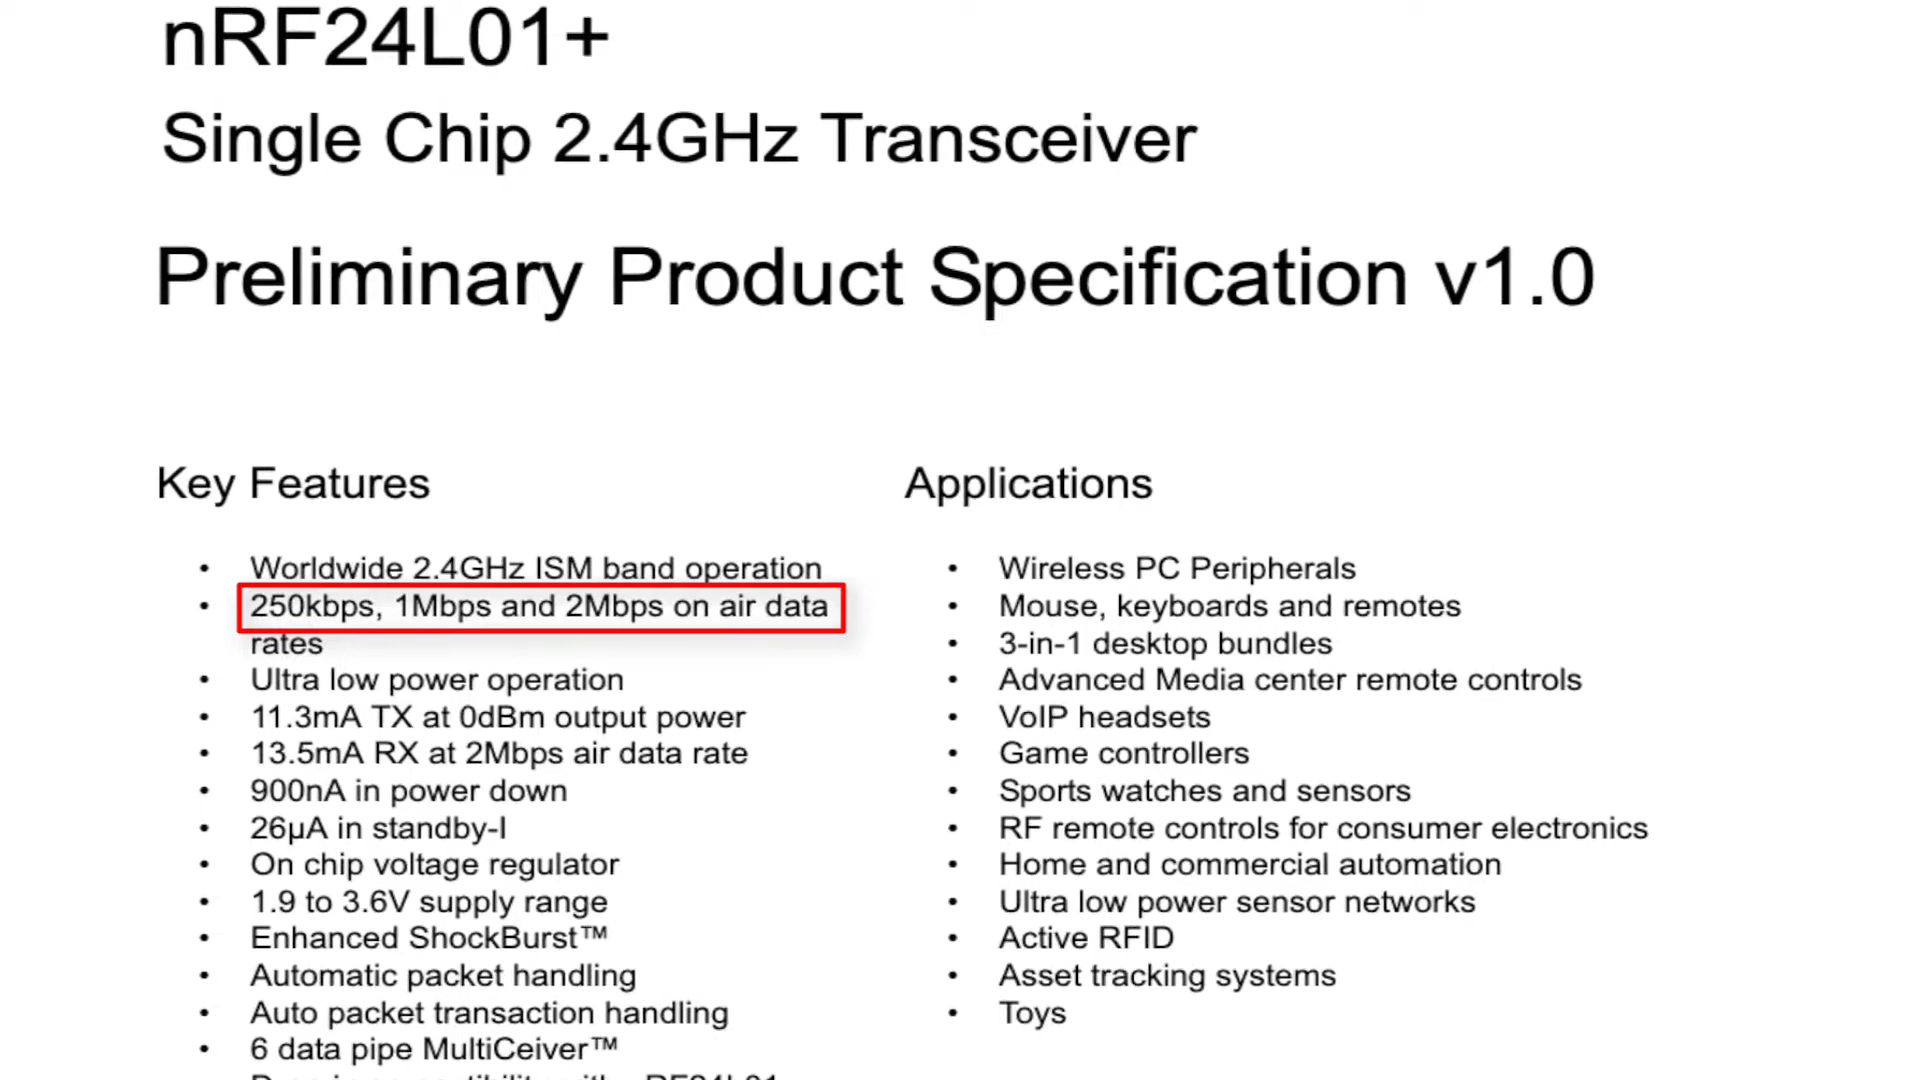 nRF24L01+
Single Chip 2.4GHz Transceiver
Preliminary Product Specification v1.0
Key Features
• Worldwide 2.4GHz ISM band operation
• 250kbps, 1Mbps and 2Mbps on air data
rates
• Ultra low power operation
• 11.3mA TX at 0dBm output power
• 13.5mA RX at 2Mbps air data rate
• 900nA in power down
• 26µA in standby-I
• On chip voltage regulator
• 1.9 to 3.6V supply range
• Enhanced ShockBurst™
• Automatic packet handling
• Auto packet transaction handling
• 6 data pipe MultiCeiver™
Applications
• Wireless PC Peripherals
• Mouse, keyboards and remotes
• 3-in-1 desktop bundles
• Advanced Media center remote controls
• VoIP headsets
• Game controllers
• Sports watches and sensors
• RF remote controls for consumer electronics
• Home and commercial automation
• Ultra low power sensor networks
• Active RFID
• Asset tracking systems
• Toys